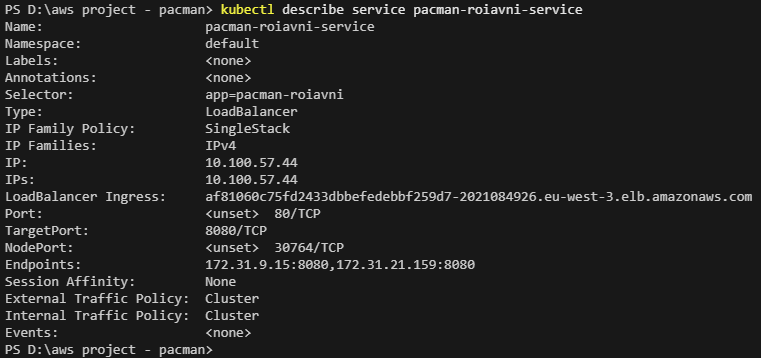 PS D:\aws project - pacman> kubectl describe service pacman-roiavni-service
Name:                     pacman-roiavni-service
Namespace:                default
Labels:                   <none>
Annotations:              <none>
Selector:                 app=pacman-roiavni
Type:                     LoadBalancer
IP Family Policy:         SingleStack
IP Families:              IPv4
IP:                       10.100.57.44
IPs:                      10.100.57.44
LoadBalancer Ingress:     af81060c75fd2433dbbefedebbf259d7-2021084926.eu-west-3.elb.amazonaws.com
Port:                     <unset>  80/TCP
TargetPort:               8080/TCP
NodePort:                 <unset>  30764/TCP
Endpoints:                172.31.9.15:8080,172.31.21.159:8080
Session Affinity:         None
External Traffic Policy:  Cluster
Internal Traffic Policy:  Cluster
Events:                   <none>
PS D:\aws project - pacman>